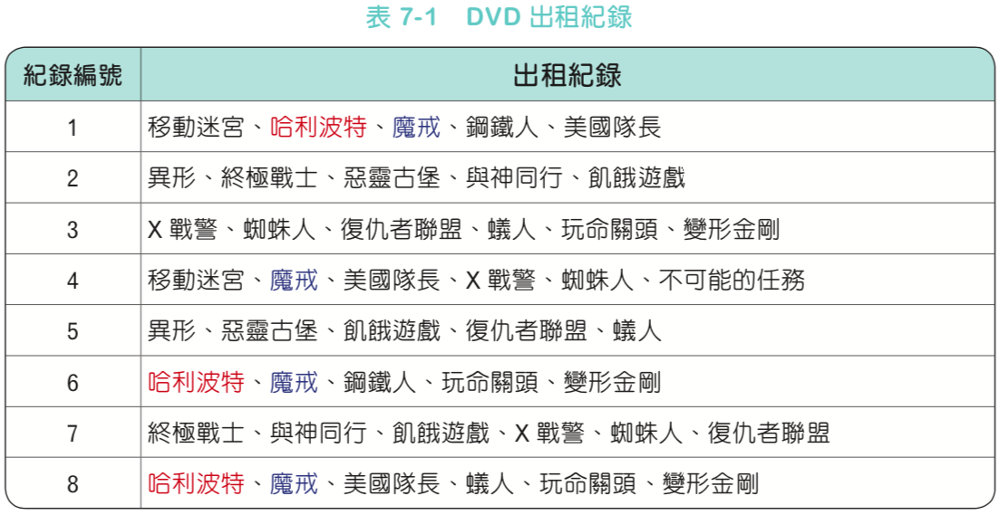 表 7-1 DVD 出租紀錄
紀錄編號 出租紀錄
1 移動迷宮、哈利波特、魔戒、鋼鐵人、美國隊長
2 異形、終極戰士、惡靈古堡、與神同行、飢餓遊戲
3 X 戰警、蜘蛛人、復仇者聯盟、蟻人、玩命關頭、變形金剛
4 移動迷宮、魔戒、美國隊長、X 戰警、蜘蛛人、不可能的任務
5 異形、惡靈古堡、飢餓遊戲、復仇者聯盟、蟻人
6 哈利波特、魔戒、鋼鐵人、玩命關頭、變形金剛
7 終極戰士、與神同行、飢餓遊戲、X 戰警、蜘蛛人、復仇者聯盟
8 哈利波特、魔戒、美國隊長、蟻人、玩命關頭、變形金剛